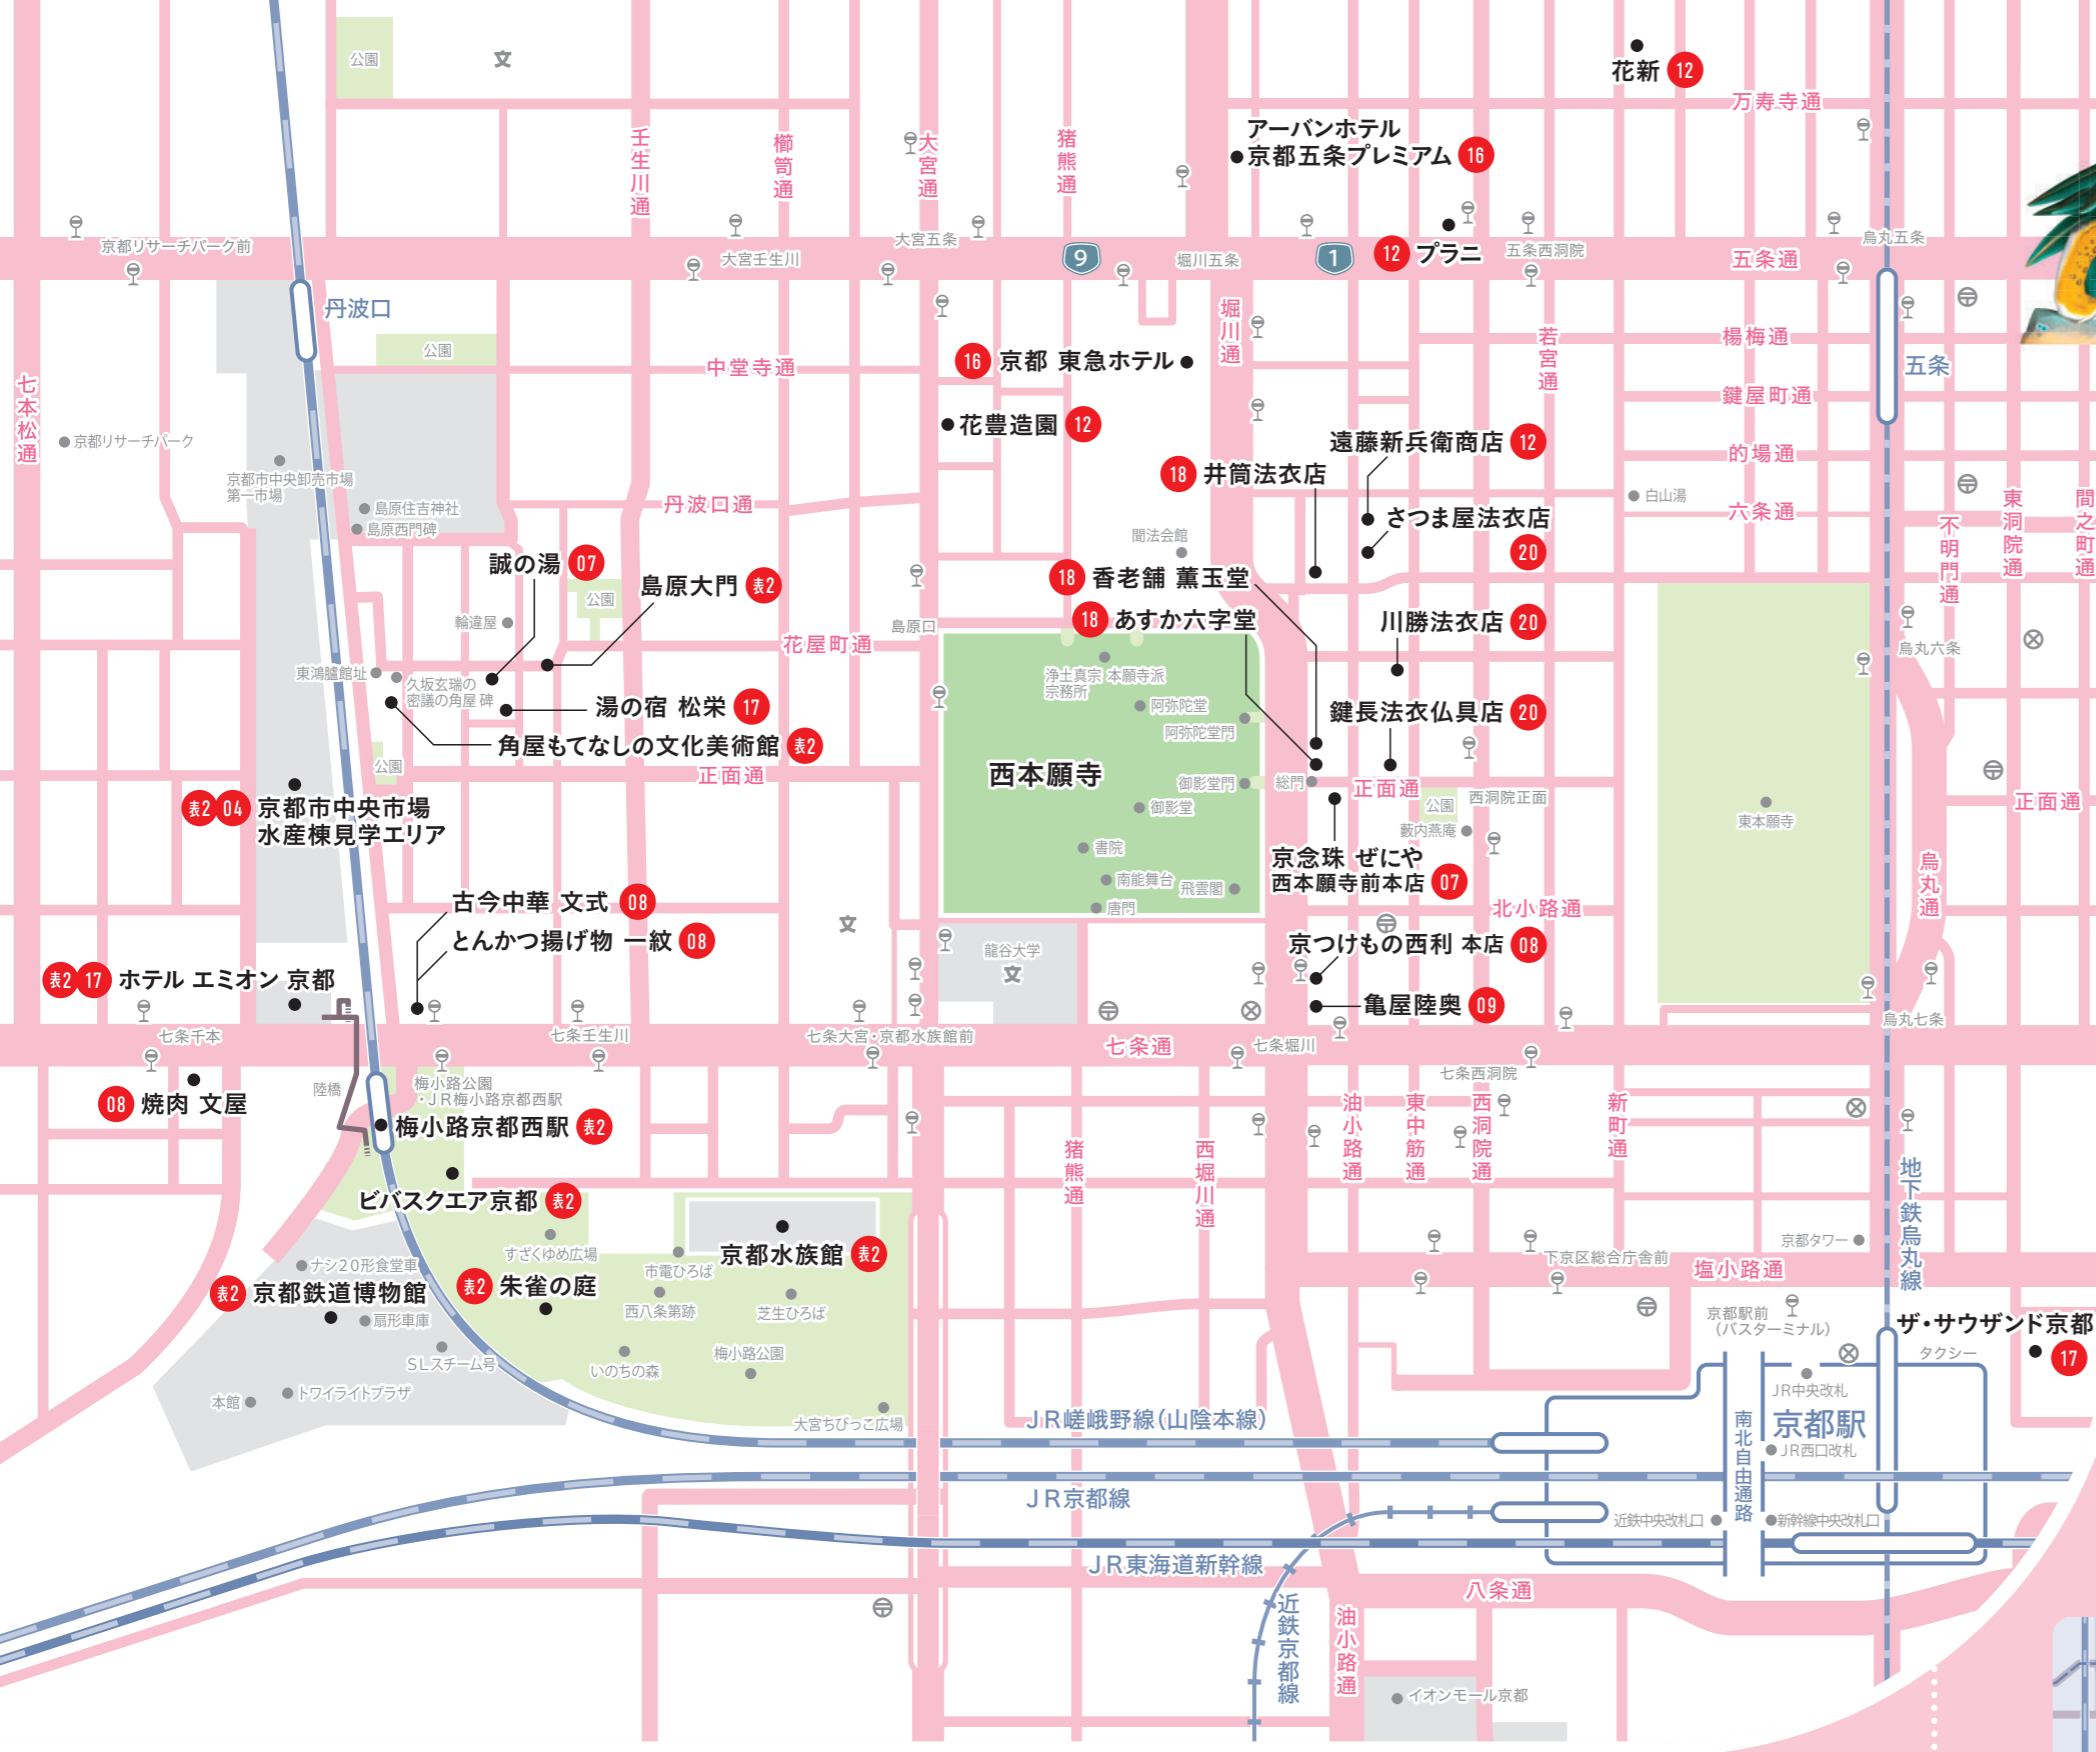 公園
文
花新 12
万寿寺通
アーバンホテル
京都五条プレミアム 16
壬生川通
櫛笥通
大宮通
猪熊通
京都リサーチパーク前
大宮壬生川
大宮五条
9
堀川五条
1
12 プラニ
五条西洞院
五条通
烏丸五条
丹波口
公園
中堂寺通
16 京都 東急ホテル
堀川通
若宮通
楊梅通
五条
鍵屋町通
七本松通
京都リサーチパーク
花豊造園 12
遠藤新兵衛商店 12
的場通
京都市中央卸売市場
第一市場
18 井筒法衣店
白山湯
六条通
島原住吉神社
島原西門碑
丹波口通
さつま屋法衣店
20
聞法会館
不明門通
東洞院通
間之町通
誠の湯 07
島原大門 表2
公園
18 香老舗 薫玉堂
18 あすか六字堂
川勝法衣店 20
輪違屋
島原口
花屋町通
烏丸六条
東鴻臚館址
久坂玄瑞の
密議の角屋 碑
浄土真宗 本願寺派
宗務所
阿弥陀堂
阿弥陀堂門
湯の宿 松栄 17
鍵長法衣仏具店 20
角屋もてなしの文化美術館 表2
公園
正面通
西本願寺
御影堂門
総門
正面通
西洞院正面
公園
御影堂
藪内燕庵
東本願寺
正面通
表2 04 京都市中央市場
水産棟見学エリア
書院
南能舞台
飛雲閣
唐門
京念珠 ぜにや
西本願寺前本店 07
烏丸通
古今中華 文式 08
とんかつ揚げ物 一紋 08
文
北小路通
龍谷大学
文
京つけもの西利 本店 08
表2 17 ホテル エミオン 京都
亀屋陸奥 09
七条千本
七条壬生川
七条大宮・京都水族館前
七条通
七条堀川
烏丸七条
七条西洞院
08 焼肉 文屋
陸橋
梅小路公園
・JR梅小路京都西駅
梅小路京都西駅 表2
猪熊通
西堀川通
油小路通
東中筋通
西洞院通
新町通
地下鉄烏丸線
ビバスクエア京都 表2
すざくゆめ広場
京都水族館 表2
市電ひろば
京都タワー
下京区総合庁舎前
塩小路通
ナシ20形食堂車
表2 京都鉄道博物館
扇形車庫
表2 朱雀の庭
西八条第跡
芝生ひろば
京都駅前
(バスターミナル)
ザ・サウザンド京都
17
タクシー
SLスチーム号
いのちの森
梅小路公園
本館
トワイライトプラザ
大宮ちびっこ広場
JR嵯峨野線(山陰本線)
JR中央改札
京都駅
JR西口改札
南北自由通路
JR京都線
近鉄中央改札口
新幹線中央改札口
JR東海道新幹線
八条通
近鉄京都線
油小路通
イオンモール京都